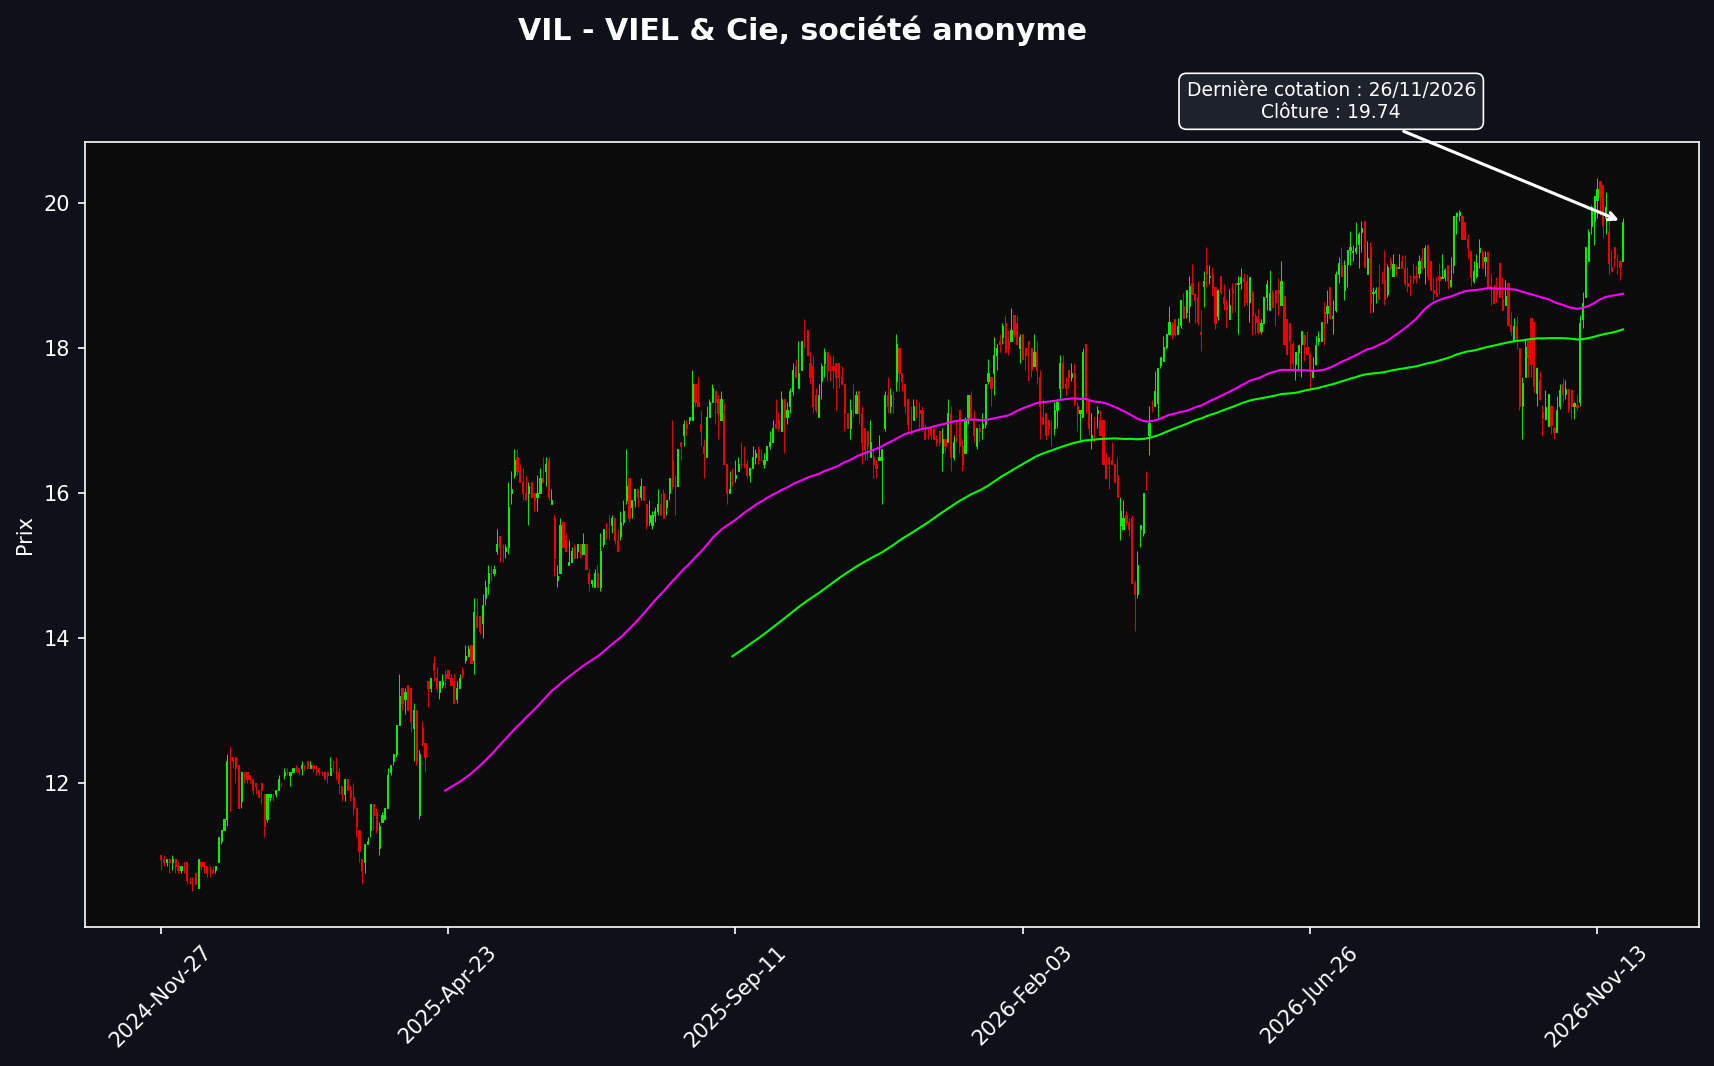 VIL - VIEL & Cie, société anonyme
Dernière cotation : 26/11/2026
Clôture : 19.74
Prix
20
18
16
14
12
2024-Nov-27
2025-Apr-23
2025-Sep-11
2026-Feb-03
2026-Jun-26
2026-Nov-13